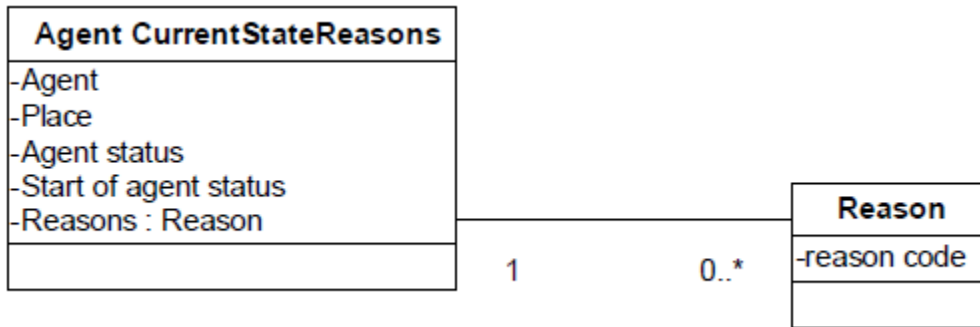 Agent CurrentStateReasons
-Agent
-Place
-Agent status
-Start of agent status
-Reasons : Reason
1
0..*
Reason
-reason code